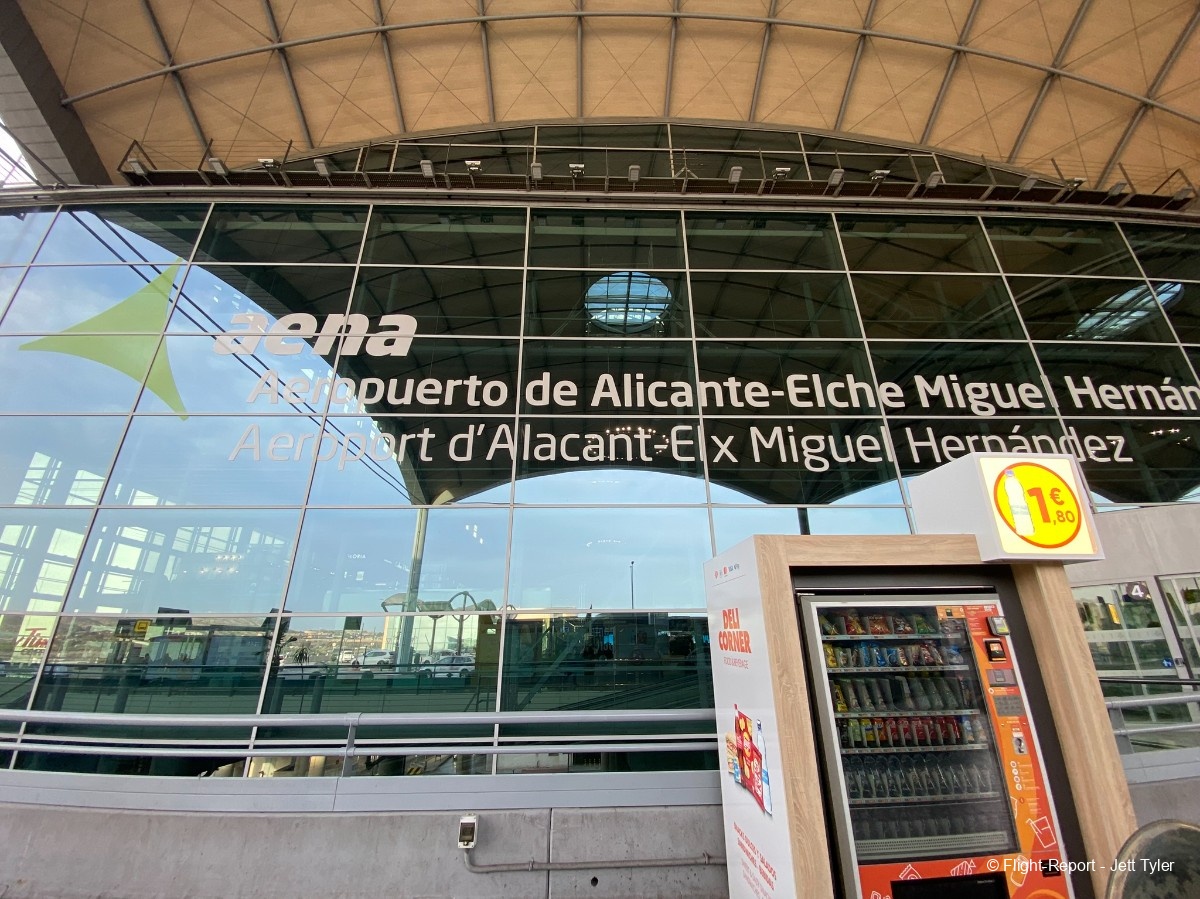 aena
Aeropuerto de Alicante-Elche Miguel Hernán
Aeroport d'Alacant-Elx Miguel Hernández
1€
,80
4
DELI
CORNER
© Flight-Report - Jett Tyler